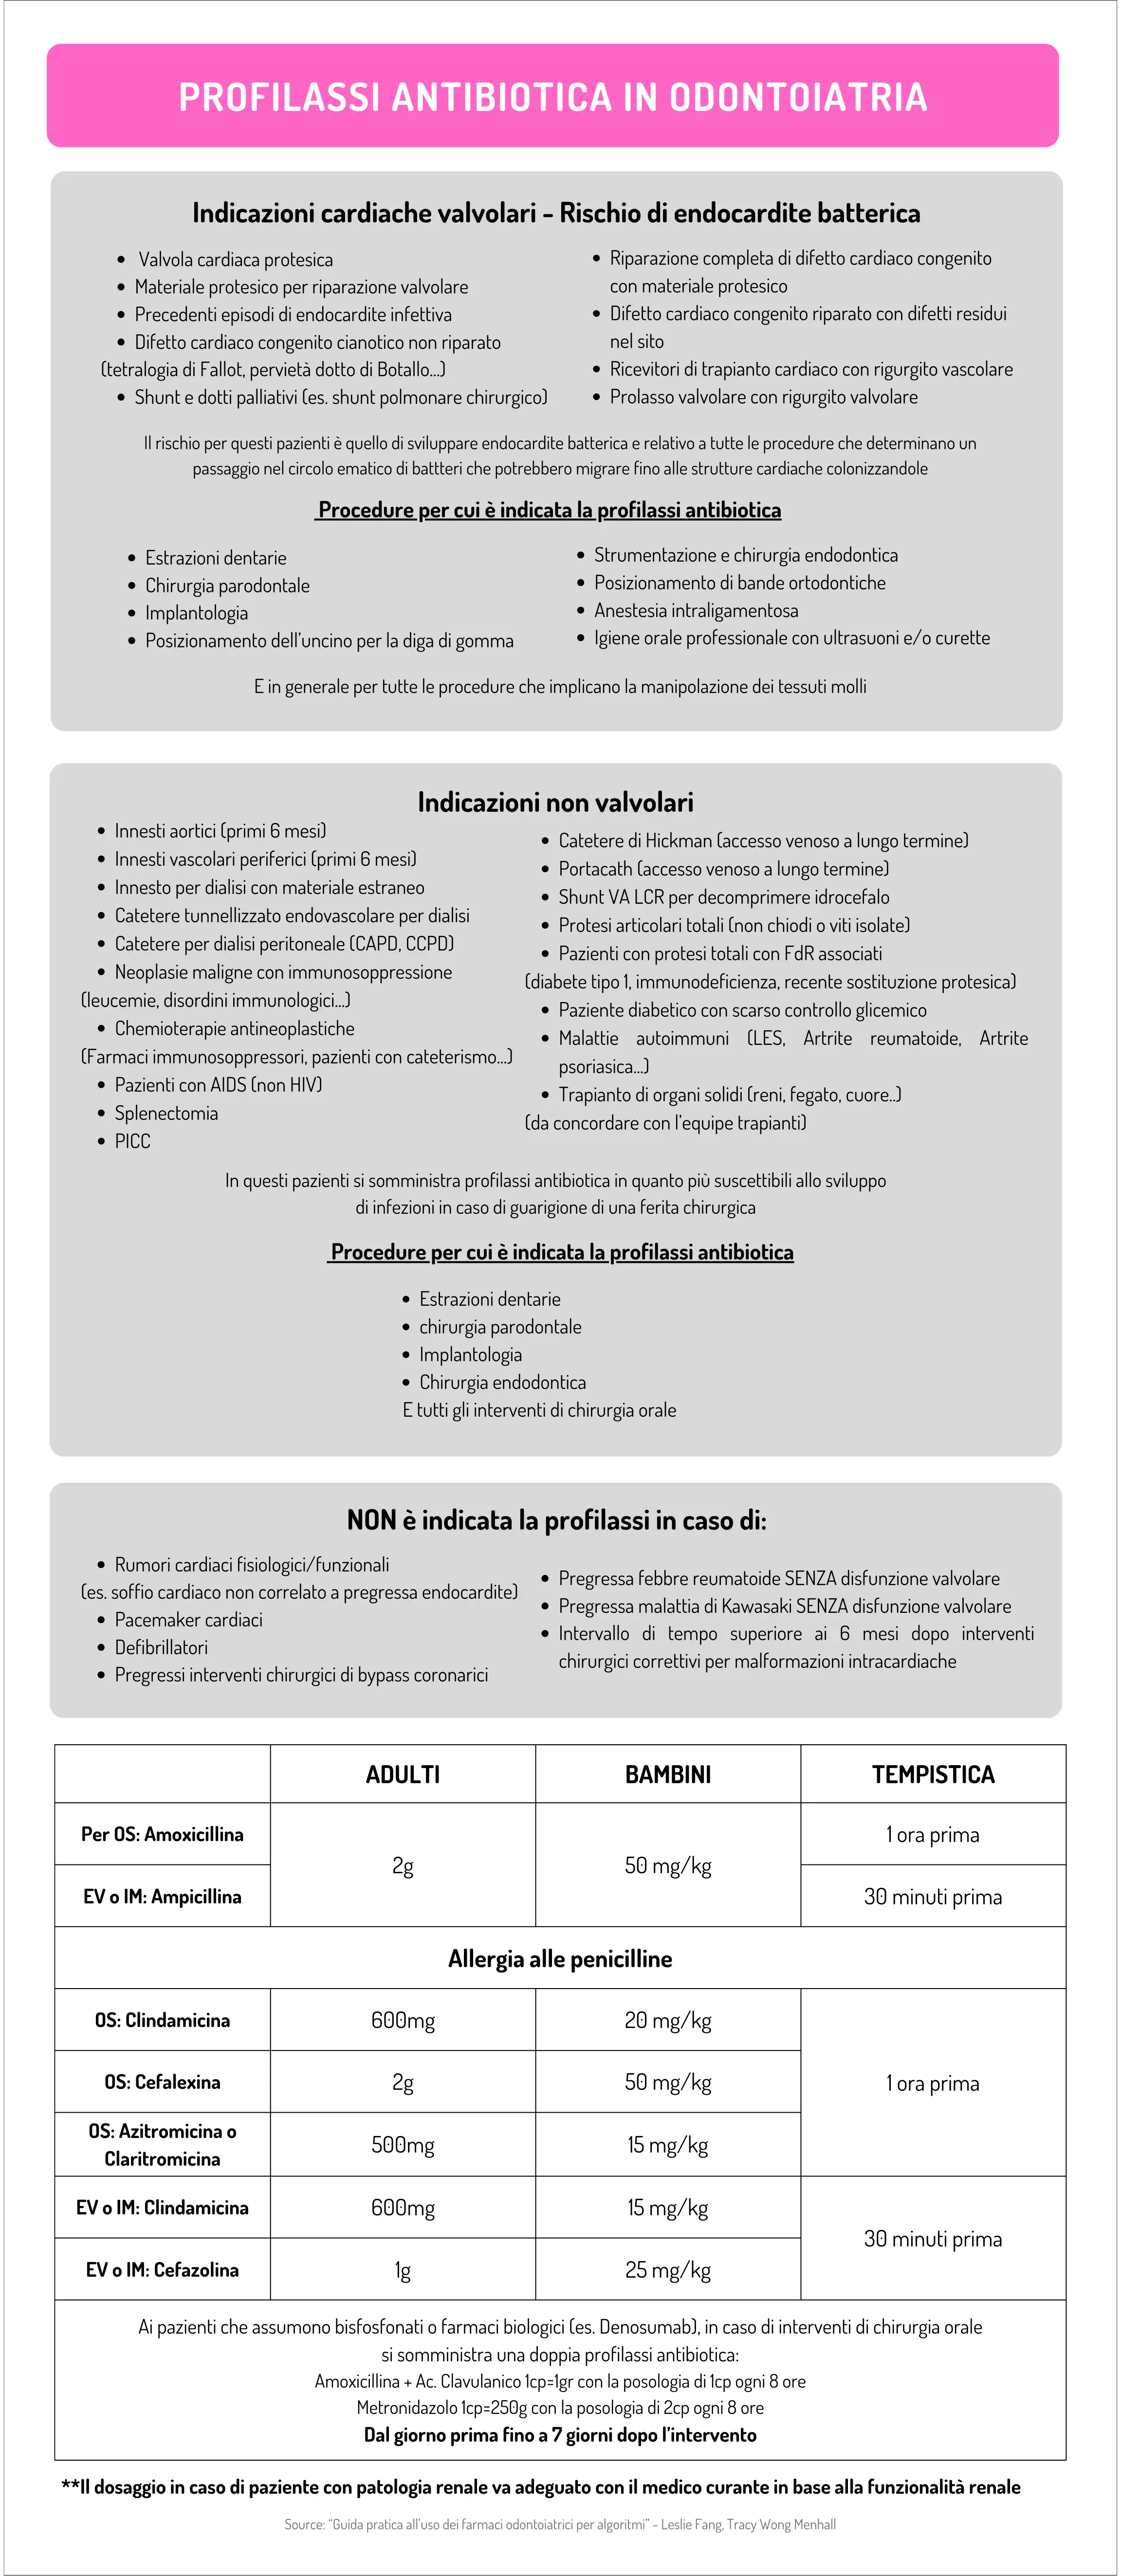 PROFILASSI ANTIBIOTICA IN ODONTOIATRIA
Indicazioni cardiache valvolari - Rischio di endocardite batterica
Valvola cardiaca protesica
Materiale protesico per riparazione valvolare
Precedenti episodi di endocardite infettiva
Difetto cardiaco congenito cianotico non riparato
(tetralogia di Fallot, pervietà dotto di Botallo...)
Shunt e dotti palliativi (es. shunt polmonare chirurgico)
Riparazione completa di difetto cardiaco congenito
con materiale protesico
Difetto cardiaco congenito riparato con difetti residui
nel sito
Ricevitori di trapianto cardiaco con rigurgito vascolare
Prolasso valvolare con rigurgito valvolare
Il rischio per questi pazienti è quello di sviluppare endocardite batterica e relativo a tutte le procedure che determinano un
passaggio nel circolo ematico di battteri che potrebbero migrare fino alle strutture cardiache colonizzandole
Procedure per cui è indicata la profilassi antibiotica
Estrazioni dentarie
Chirurgia parodontale
Implantologia
Posizionamento dell'uncino per la diga di gomma
Strumentazione e chirurgia endodontica
Posizionamento di bande ortodontiche
Anestesia intraligamentosa
Igiene orale professionale con ultrasuoni e/o curette
E in generale per tutte le procedure che implicano la manipolazione dei tessuti molli
Indicazioni non valvolari
Innesti aortici (primi 6 mesi)
Innesti vascolari periferici (primi 6 mesi)
Innesto per dialisi con materiale estraneo
Catetere tunnellizzato endovascolare per dialisi
Catetere per dialisi peritoneale (CAPD, CCPD)
Neoplasie maligne con immunosoppressione
(leucemie, disordini immunologici...)
Chemioterapie antineoplastiche
(Farmaci immunosoppressori, pazienti con cateterismo...)
Pazienti con AIDS (non HIV)
Splenectomia
PICC
Catetere di Hickman (accesso venoso a lungo termine)
Portacath (accesso venoso a lungo termine)
Shunt VA LCR per decomprimere idrocefalo
Protesi articolari totali (non chiodi o viti isolate)
Pazienti con protesi totali con FdR associati
(diabete tipo 1, immunodeficienza, recente sostituzione protesica)
Paziente diabetico con scarso controllo glicemico
Malattie autoimmuni (LES, Artrite reumatoide, Artrite
psoriasica...)
Trapianto di organi solidi (reni, fegato, cuore..)
(da concordare con l'equipe trapianti)
In questi pazienti si somministra profilassi antibiotica in quanto più suscettibili allo sviluppo
di infezioni in caso di guarigione di una ferita chirurgica
Procedure per cui è indicata la profilassi antibiotica
Estrazioni dentarie
chirurgia parodontale
Implantologia
Chirurgia endodontica
E tutti gli interventi di chirurgia orale
NON è indicata la profilassi in caso di:
Rumori cardiaci fisiologici/funzionali
(es. soffio cardiaco non correlato a pregressa endocardite)
Pacemaker cardiaci
Defibrillatori
Pregressi interventi chirurgici di bypass coronarici
Pregressa febbre reumatoide SENZA disfunzione valvolare
Pregressa malattia di Kawasaki SENZA disfunzione valvolare
Intervallo di tempo superiore ai 6 mesi dopo interventi
chirurgici correttivi per malformazioni intracardiache
ADULTI BAMBINI TEMPISTICA
Per OS: Amoxicillina 2g 50 mg/kg 1 ora prima
EV o IM: Ampicillina 30 minuti prima
Allergia alle penicilline
OS: Clindamicina 600mg 20 mg/kg 1 ora prima
OS: Cefalexina 2g 50 mg/kg
OS: Azitromicina o
Claritromicina 500mg 15 mg/kg
EV o IM: Clindamicina 600mg 15 mg/kg 30 minuti prima
EV o IM: Cefazolina 1g 25 mg/kg
Ai pazienti che assumono bisfosfonati o farmaci biologici (es. Denosumab), in caso di interventi di chirurgia orale
si somministra una doppia profilassi antibiotica:
Amoxicillina + Ac. Clavulanico 1cp=1gr con la posologia di 1cp ogni 8 ore
Metronidazolo 1cp=250g con la posologia di 2cp ogni 8 ore
Dal giorno prima fino a 7 giorni dopo l'intervento
**Il dosaggio in caso di paziente con patologia renale va adeguato con il medico curante in base alla funzionalità renale
Source: "Guida pratica all'uso dei farmaci odontoiatrici per algoritmi" - Leslie Fang, Tracy Wong Menhall